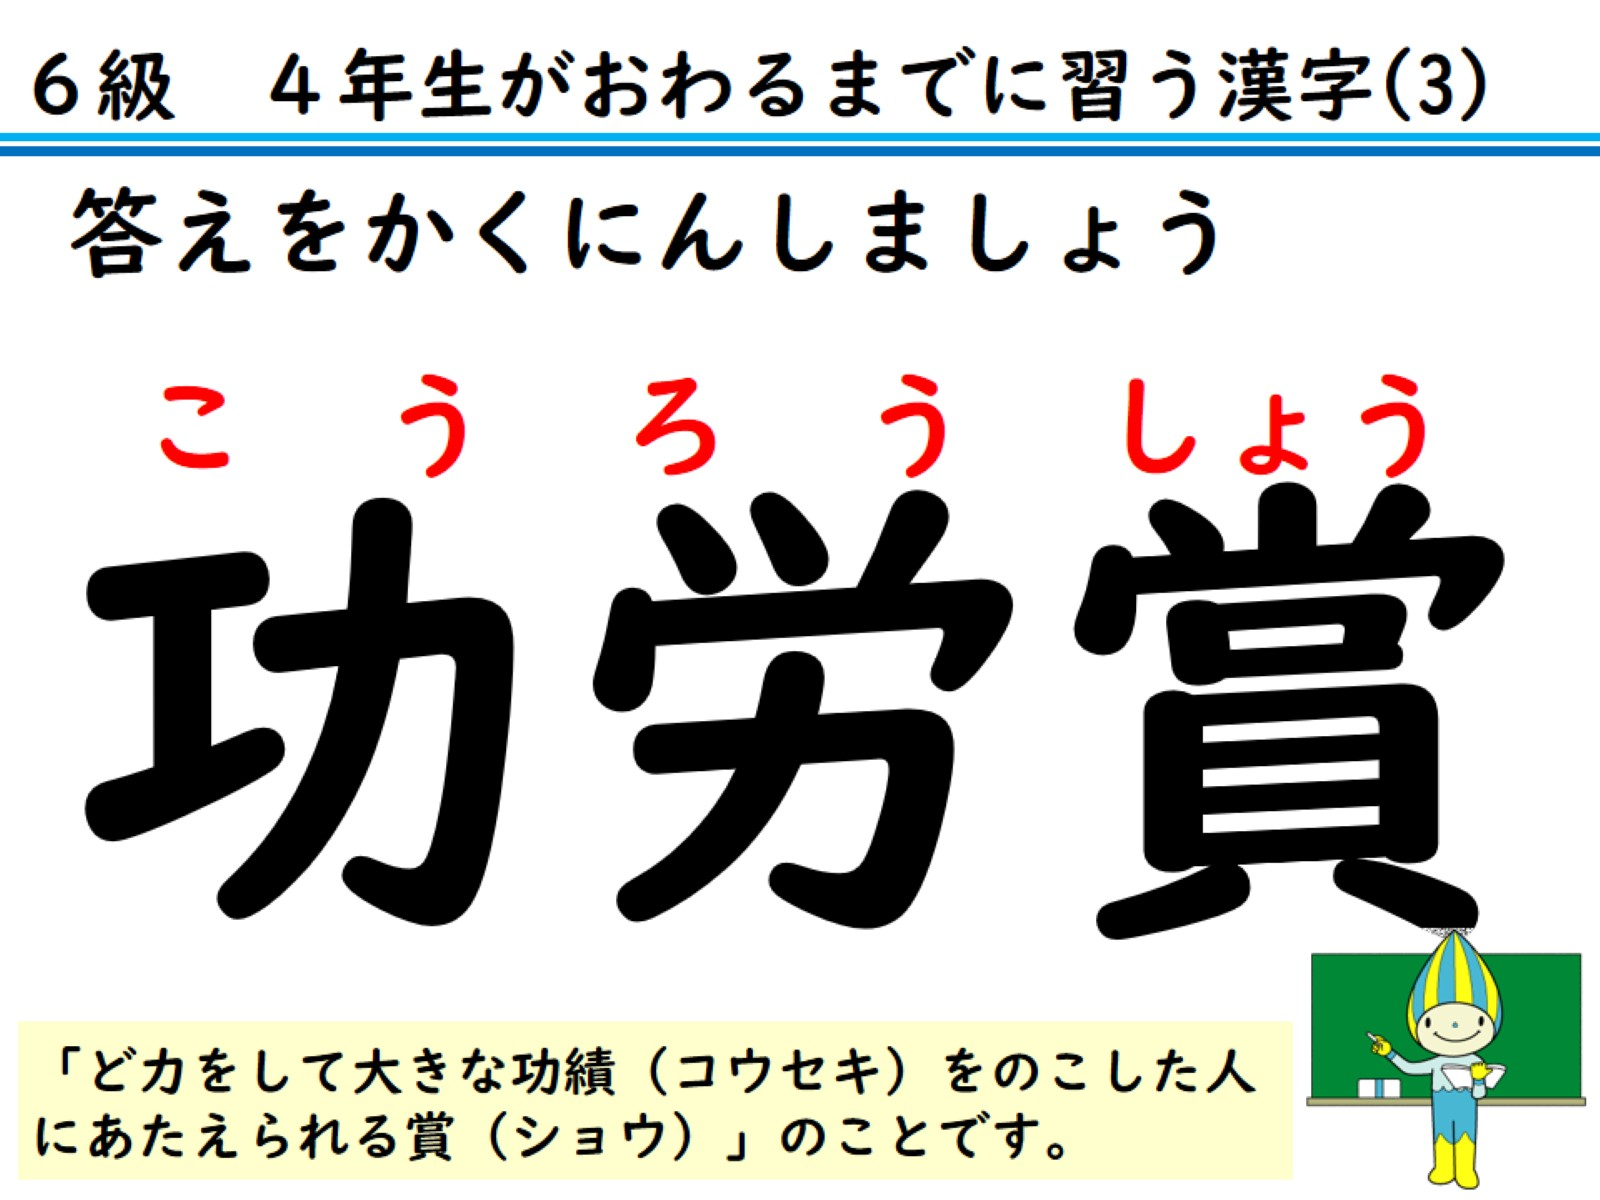 ６級　４年生がおわるまでに習う漢字(3)
答えをかくにんしましょう
こ う ろ う しょう
功労賞
「ど力をして大きな功績（コウセキ）をのこした人
にあたえられる賞（ショウ）」のことです。